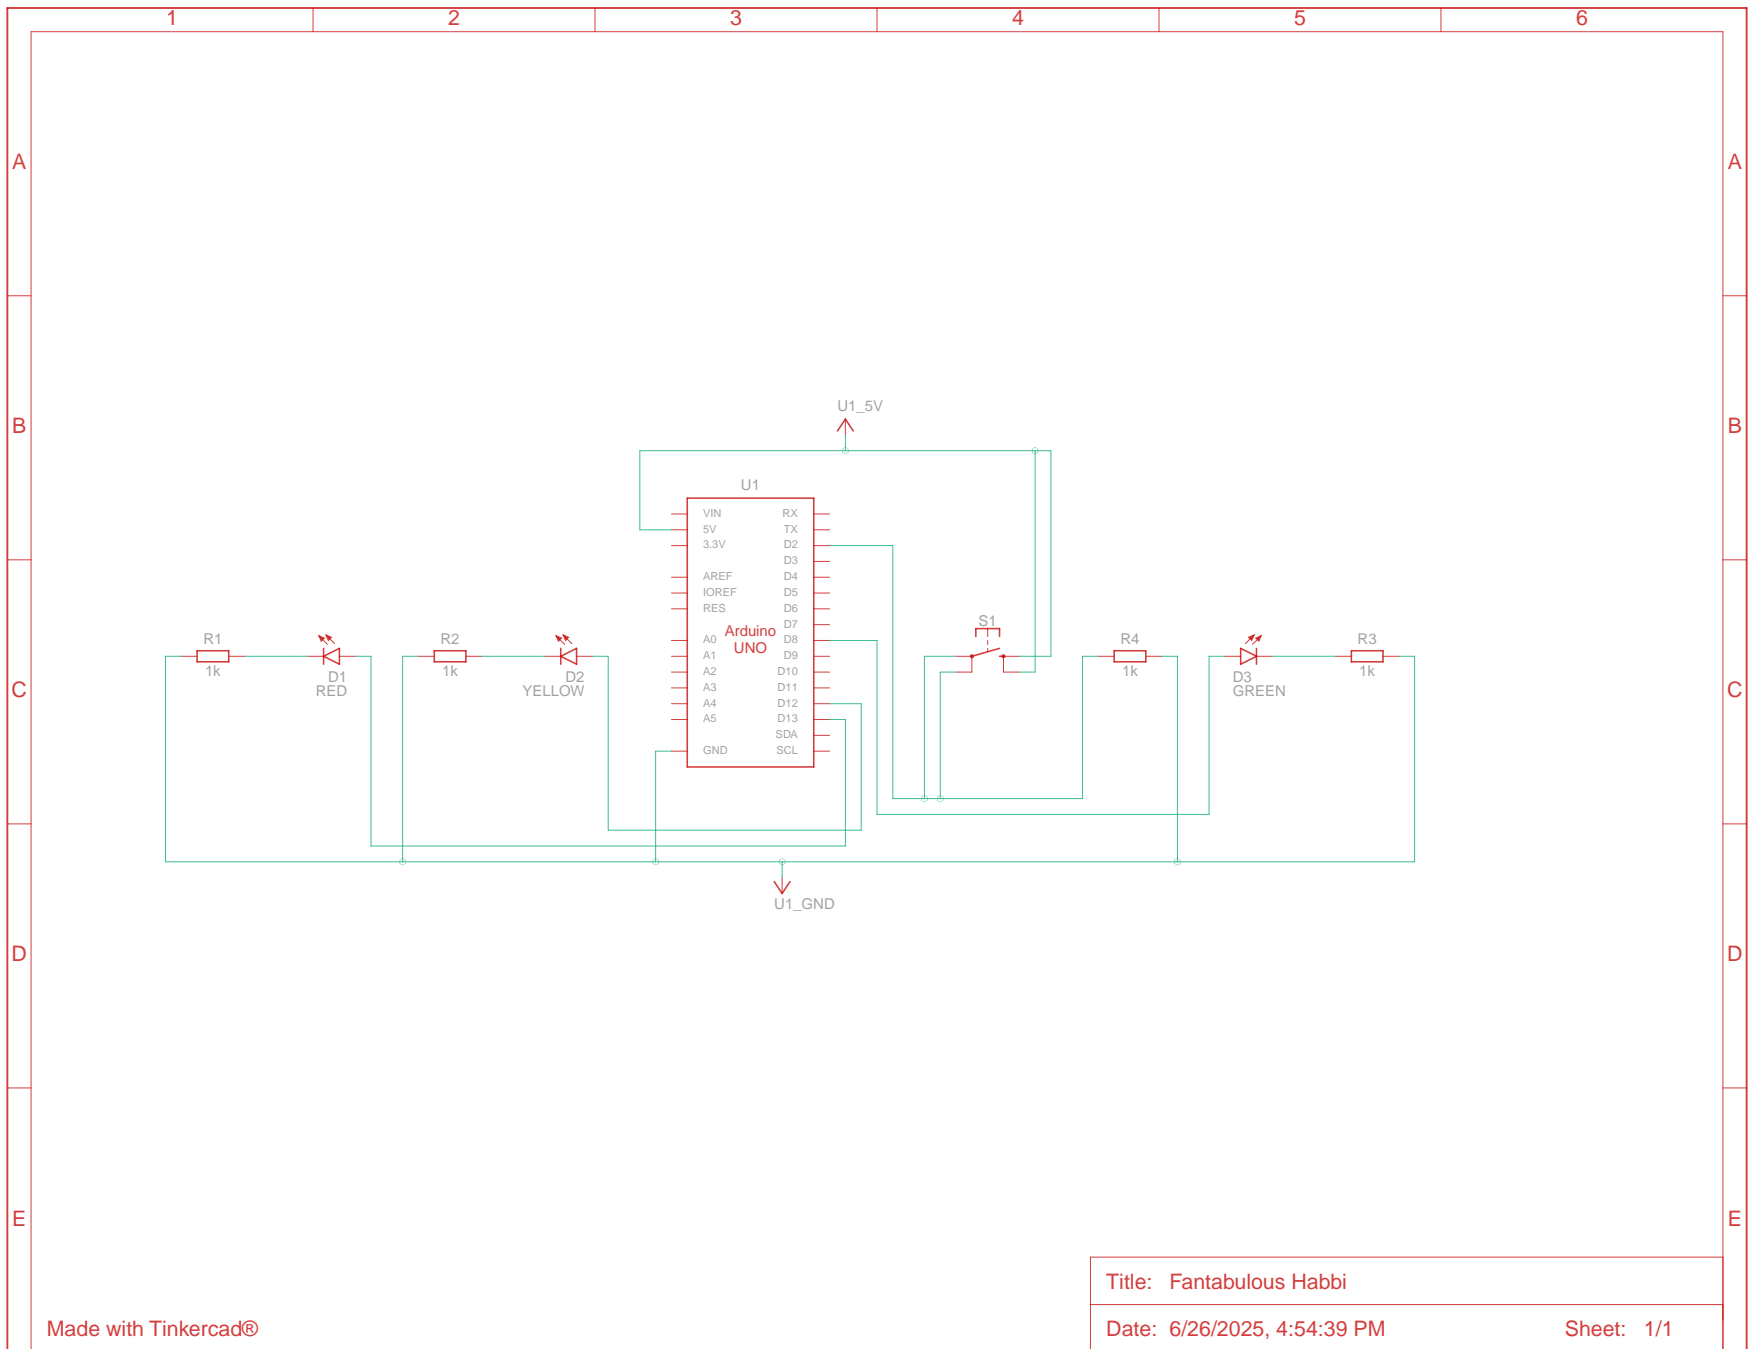 1 2 3 4 5 6
A A
B B
C C
D D
E E
U1_5V
U1
VIN RX
5V TX
3.3V D2
D3
AREF D4
IOREF D5
RES D6
D7
A0 D8
A1 D9
A2 D10
A3 D11
A4 D12
A5 D13
SDA
GND SCL
Arduino
UNO
R1
1k
D1
RED
R2
1k
D2
YELLOW
S1
R4
1k
D3
GREEN
R3
1k
U1_GND
Title: Fantabulous Habbi
Date: 6/26/2025, 4:54:39 PM Sheet: 1/1
Made with Tinkercad®